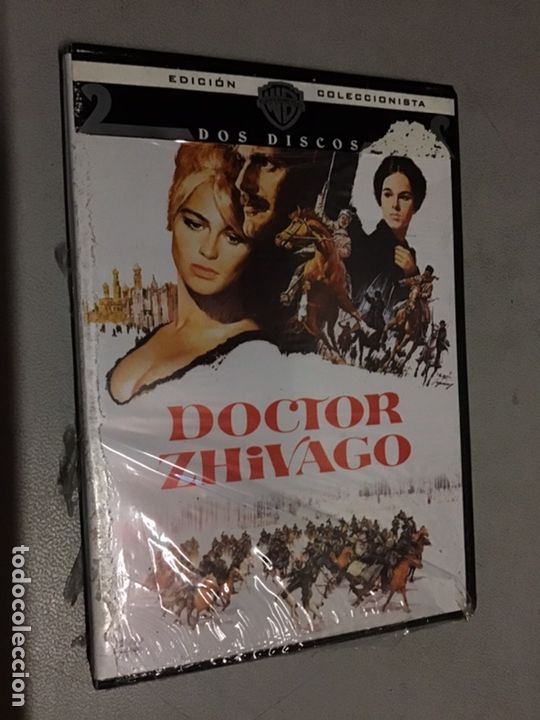 EDICIÓN COLECCIONISTA
2
DOS DISCOS
DOCTOR
ZHiVAGO
todocoleccion